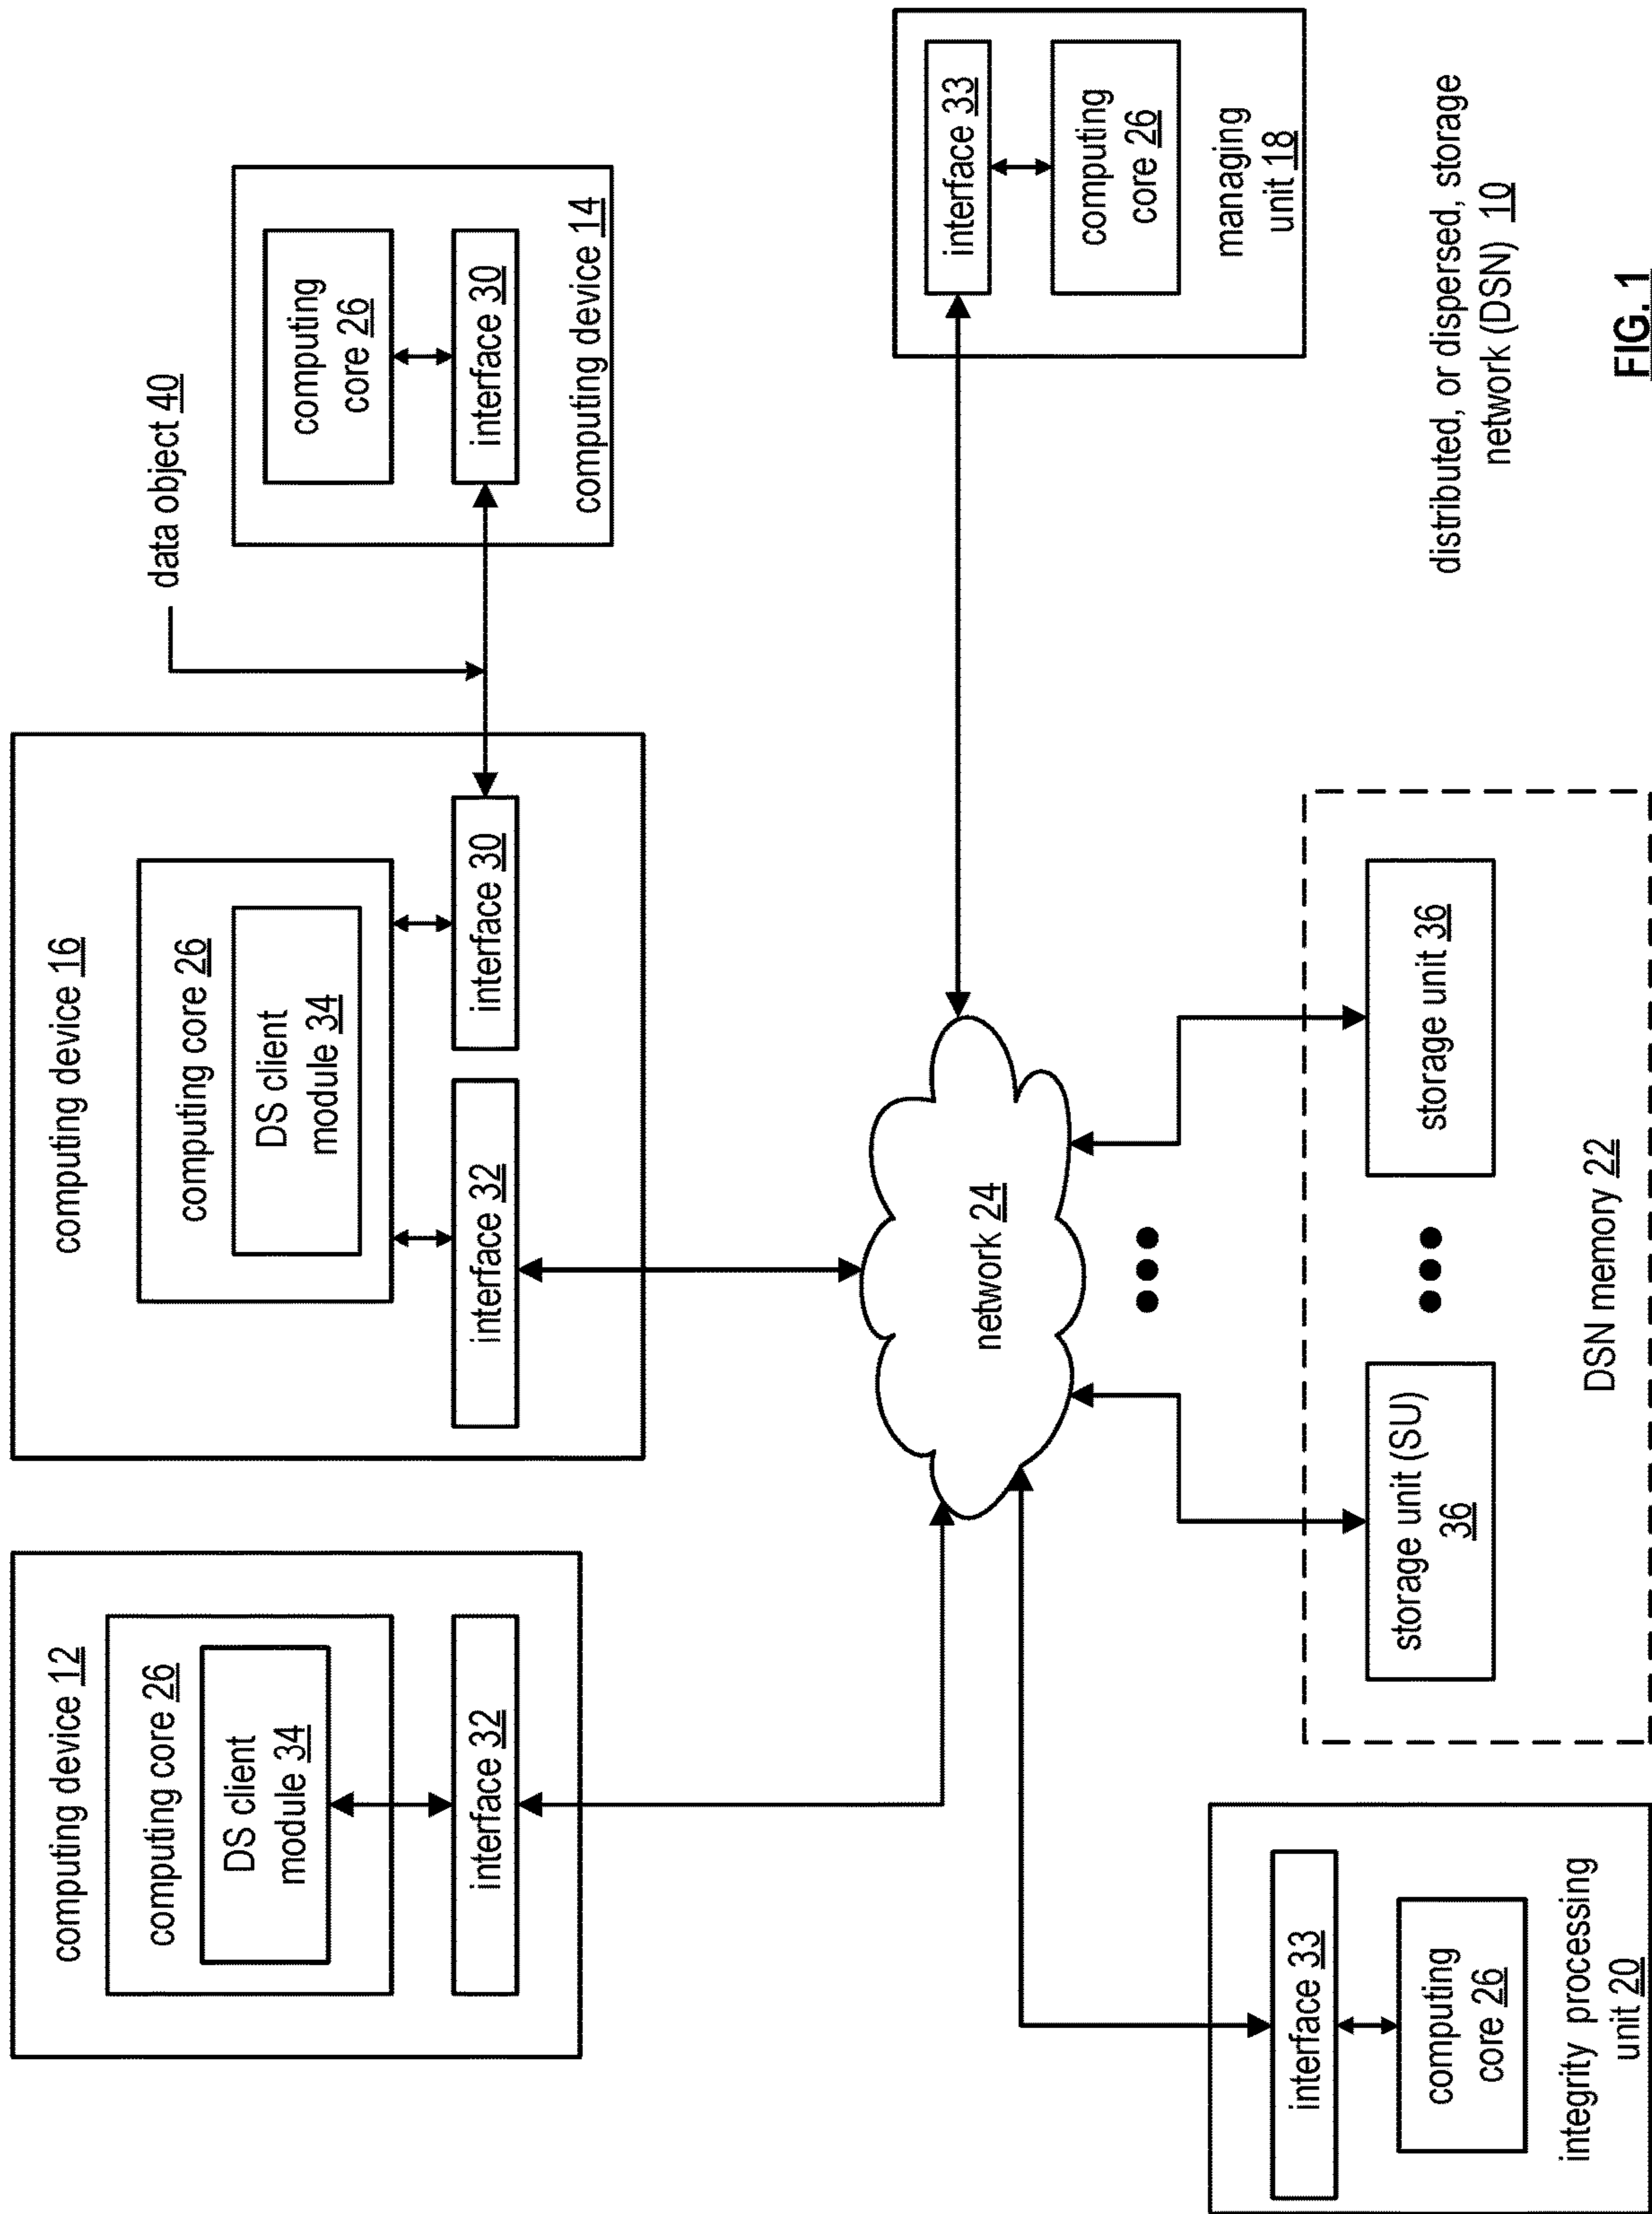 computing device 12
computing core 26
DS client
module 34
interface 32
computing device 16
computing core 26
DS client
module 34
interface 32
interface 30
data object 40
computing
core 26
interface 30
computing device 14
network 24
interface 33
computing
core 26
managing
unit 18
interface 33
computing
core 26
integrity processing
unit 20
storage unit (SU)
36
storage unit 36
DSN memory 22
distributed, or dispersed, storage
network (DSN) 10
FIG. 1